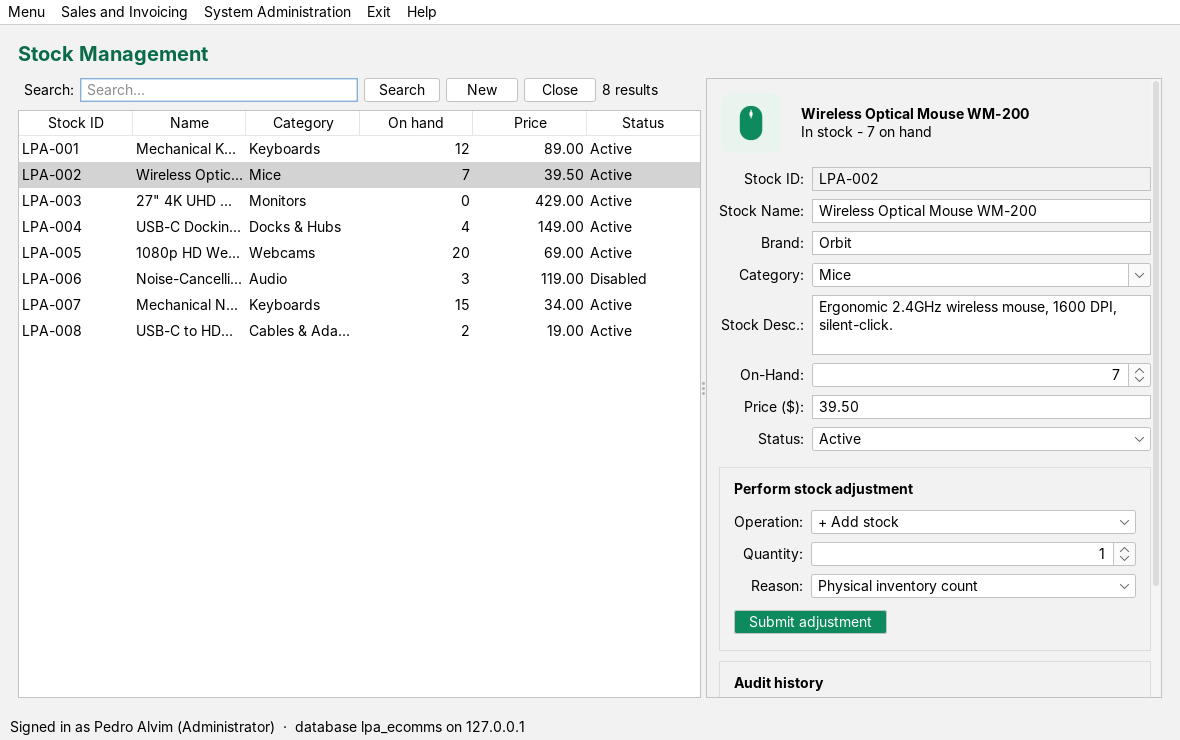 Menu Sales and Invoicing System Administration Exit Help
Stock Management
Search: Search... Search New Close 8 results
Stock ID Name Category On hand Price Status
LPA-001 Mechanical K... Keyboards 12 89.00 Active
LPA-002 Wireless Optic... Mice 7 39.50 Active
LPA-003 27" 4K UHD ... Monitors 0 429.00 Active
LPA-004 USB-C Dockin... Docks & Hubs 4 149.00 Active
LPA-005 1080p HD We... Webcams 20 69.00 Active
LPA-006 Noise-Cancelli... Audio 3 119.00 Disabled
LPA-007 Mechanical N... Keyboards 15 34.00 Active
LPA-008 USB-C to HD... Cables & Ada... 2 19.00 Active
Wireless Optical Mouse WM-200
In stock - 7 on hand
Stock ID: LPA-002
Stock Name: Wireless Optical Mouse WM-200
Brand: Orbit
Category: Mice
Stock Desc.: Ergonomic 2.4GHz wireless mouse, 1600 DPI,
silent-click.
On-Hand: 7
Price ($): 39.50
Status: Active
Perform stock adjustment
Operation: + Add stock
Quantity: 1
Reason: Physical inventory count
Submit adjustment
Audit history
Signed in as Pedro Alvim (Administrator) · database lpa_ecomms on 127.0.0.1